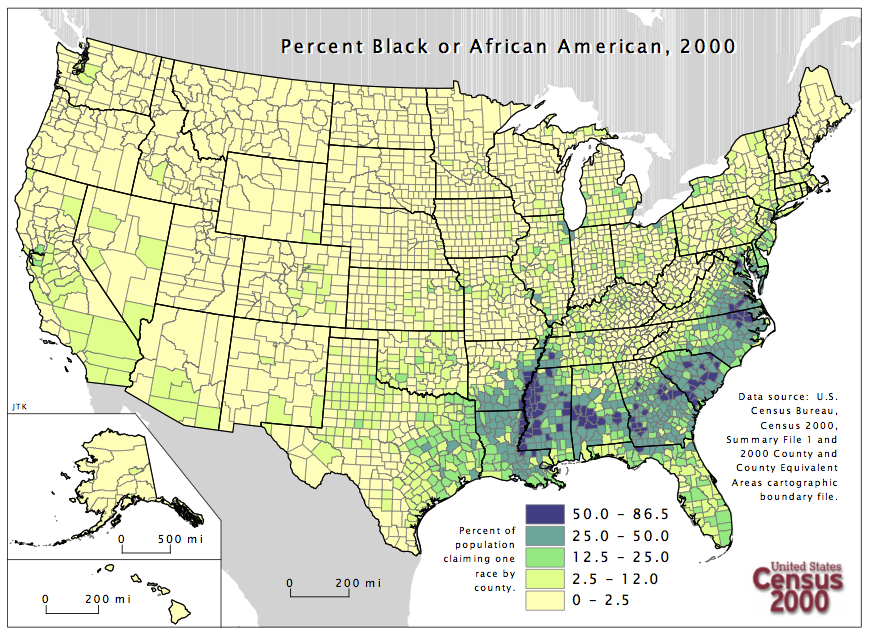 Percent Black or African American, 2000
JTK
0 500 mi
0 200 mi
0 200 mi
Percent of
population
claiming one
race by
county.
50.0 – 86.5
25.0 – 50.0
12.5 – 25.0
2.5 – 12.0
0 – 2.5
Data source: U.S.
Census Bureau,
Census 2000,
Summary File 1 and
2000 County and
County Equivalent
Areas cartographic
boundary file.
United States
Census
2000